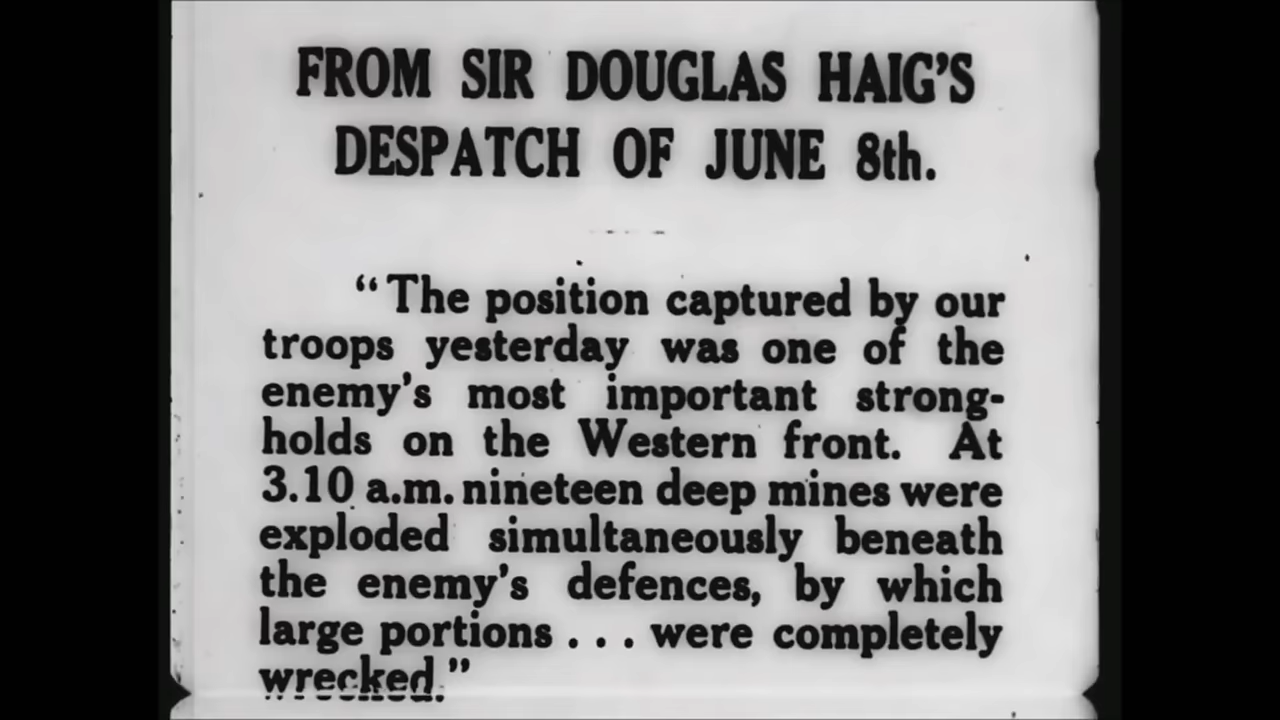 FROM SIR DOUGLAS HAIG'S
DESPATCH OF JUNE 8th.
“The position captured by our
troops yesterday was one of the
enemy's most important strong-
holds on the Western front. At
3.10 a.m. nineteen deep mines were
exploded simultaneously beneath
the enemy's defences, by which
large portions . . . were completely
wrecked.”